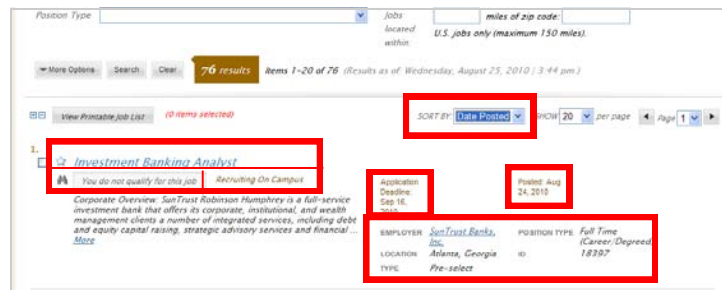 Position Type
Jobs located within
miles of zip code:
U.S. jobs only (maximum 150 miles).
More Options Search Clear 76 results Items 1-20 of 76 (Results as of Wednesday, August 25, 2010 | 3:44 pm)
View Printable Job List (0 items selected) SORT BY Date Posted SHOW 20 per page Page 1
1.
Investment Banking Analyst
You do not qualify for this job Recruiting On Campus
Corporate Overview: SunTrust Robinson Humphrey is a full-service
investment bank that offers its corporate, institutional, and wealth
management clients a number of integrated services, including debt
and equity capital raising, strategic advisory services and financial ...
More
Application
Deadline:
Sep 16,
2010
Posted: Aug
24, 2010
EMPLOYER SunTrust Banks, Inc.
POSITION TYPE Full Time (Career/Degreed
LOCATION Atlanta, Georgia
ID 18397
TYPE Pre-select